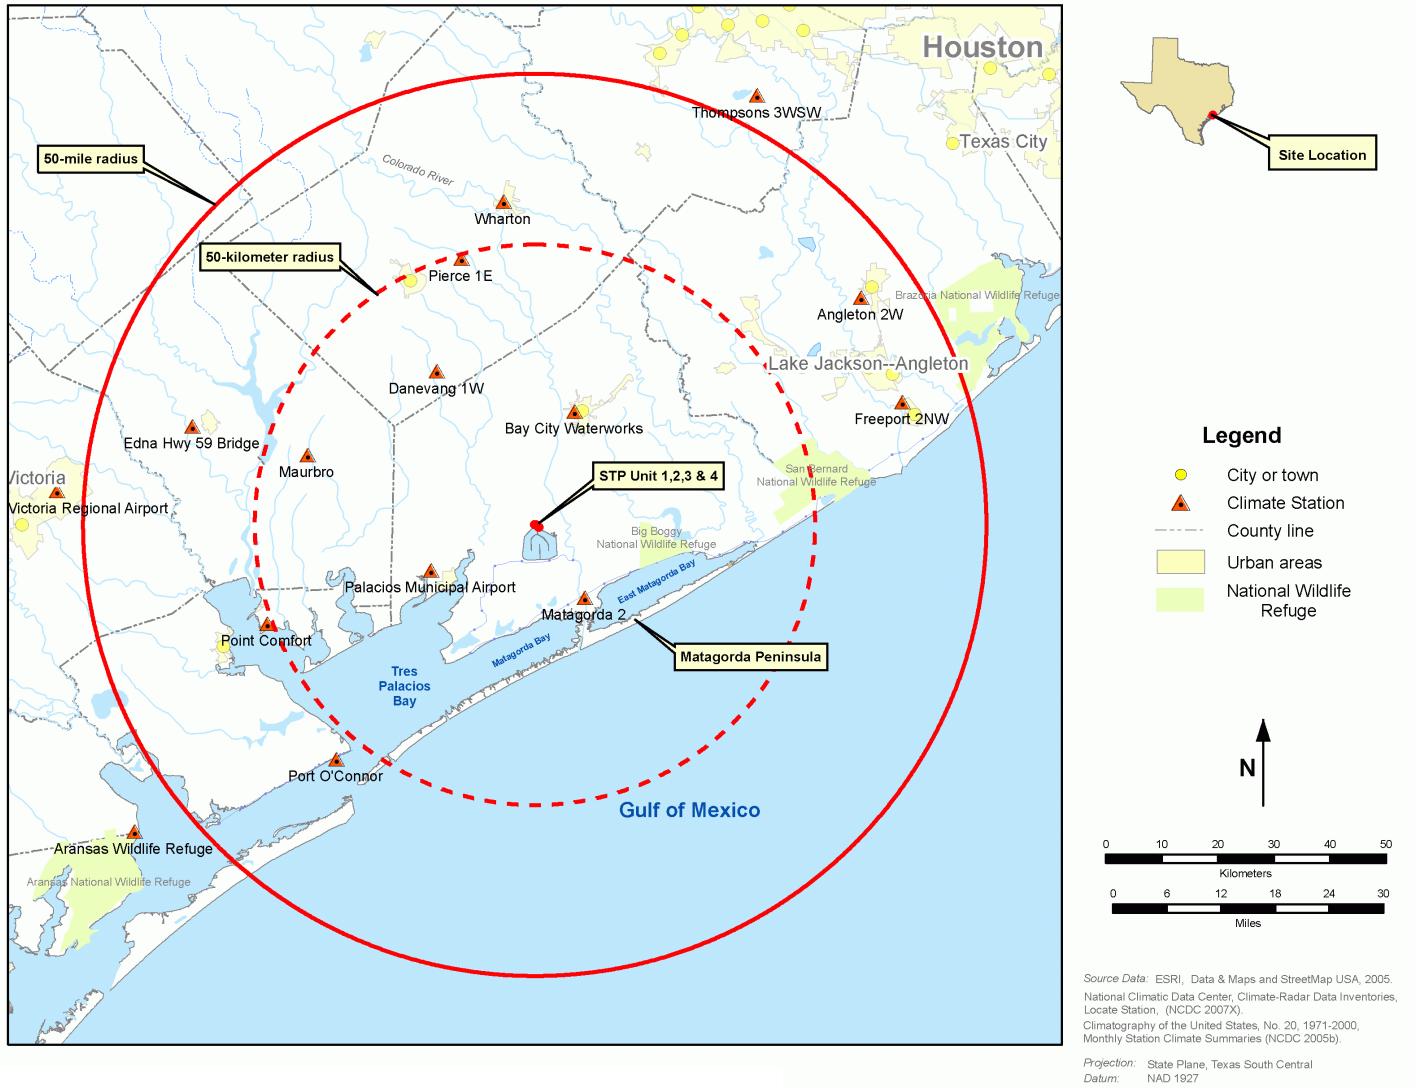 Houston
Thompsons 3WSW
Texas City
50-mile radius
Site Location
Colorado River
Wharton
50-kilometer radius
Pierce 1E
Brazoria National Wildlife Refuge
Angleton 2W
Lake Jackson--Angleton
Danevang 1W
Freeport 2NW
Bay City Waterworks
Edna Hwy 59 Bridge
Maurbro
Victoria
Victoria Regional Airport
STP Unit 1,2,3 & 4
San Bernard
National Wildlife Refuge
Big Boggy
National Wildlife Refuge
East Matagorda Bay
Palacios Municipal Airport
Matagorda 2
Point Comfort
Matagorda Bay
Matagorda Peninsula
Tres
Palacios
Bay
Port O'Connor
Gulf of Mexico
Aransas Wildlife Refuge
Aransas National Wildlife Refuge
Legend
City or town
Climate Station
County line
Urban areas
National Wildlife
Refuge
N
0 10 20 30 40 50
Kilometers
0 6 12 18 24 30
Miles
Source Data: ESRI, Data & Maps and StreetMap USA, 2005.
National Climatic Data Center, Climate-Radar Data Inventories,
Locate Station, (NCDC 2007X).
Climatography of the United States, No. 20, 1971-2000,
Monthly Station Climate Summaries (NCDC 2005b).
Projection: State Plane, Texas South Central
Datum: NAD 1927